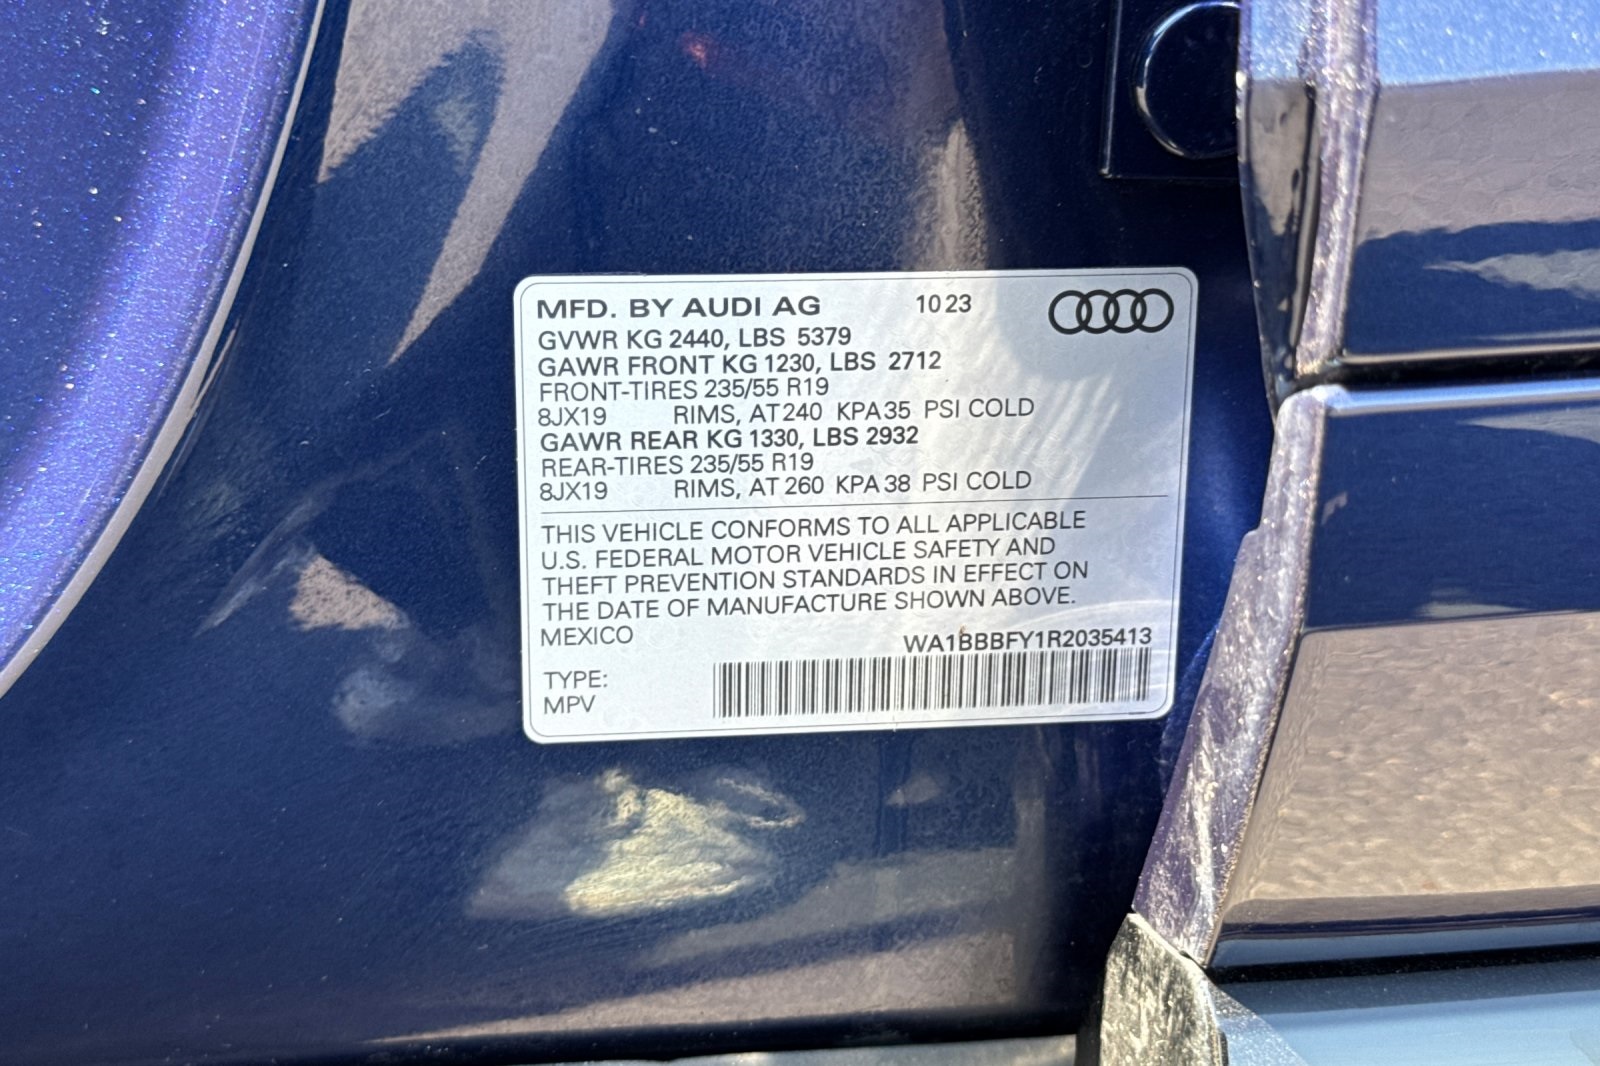 MFD. BY AUDI AG 10 23
GVWR KG 2440, LBS 5379
GAWR FRONT KG 1230, LBS 2712
FRONT-TIRES 235/55 R19
8JX19 RIMS, AT 240 KPA 35 PSI COLD
GAWR REAR KG 1330, LBS 2932
REAR-TIRES 235/55 R19
8JX19 RIMS, AT 260 KPA 38 PSI COLD
THIS VEHICLE CONFORMS TO ALL APPLICABLE
U.S. FEDERAL MOTOR VEHICLE SAFETY AND
THEFT PREVENTION STANDARDS IN EFFECT ON
THE DATE OF MANUFACTURE SHOWN ABOVE.
MEXICO WA1BBBFY1R2035413
TYPE:
MPV